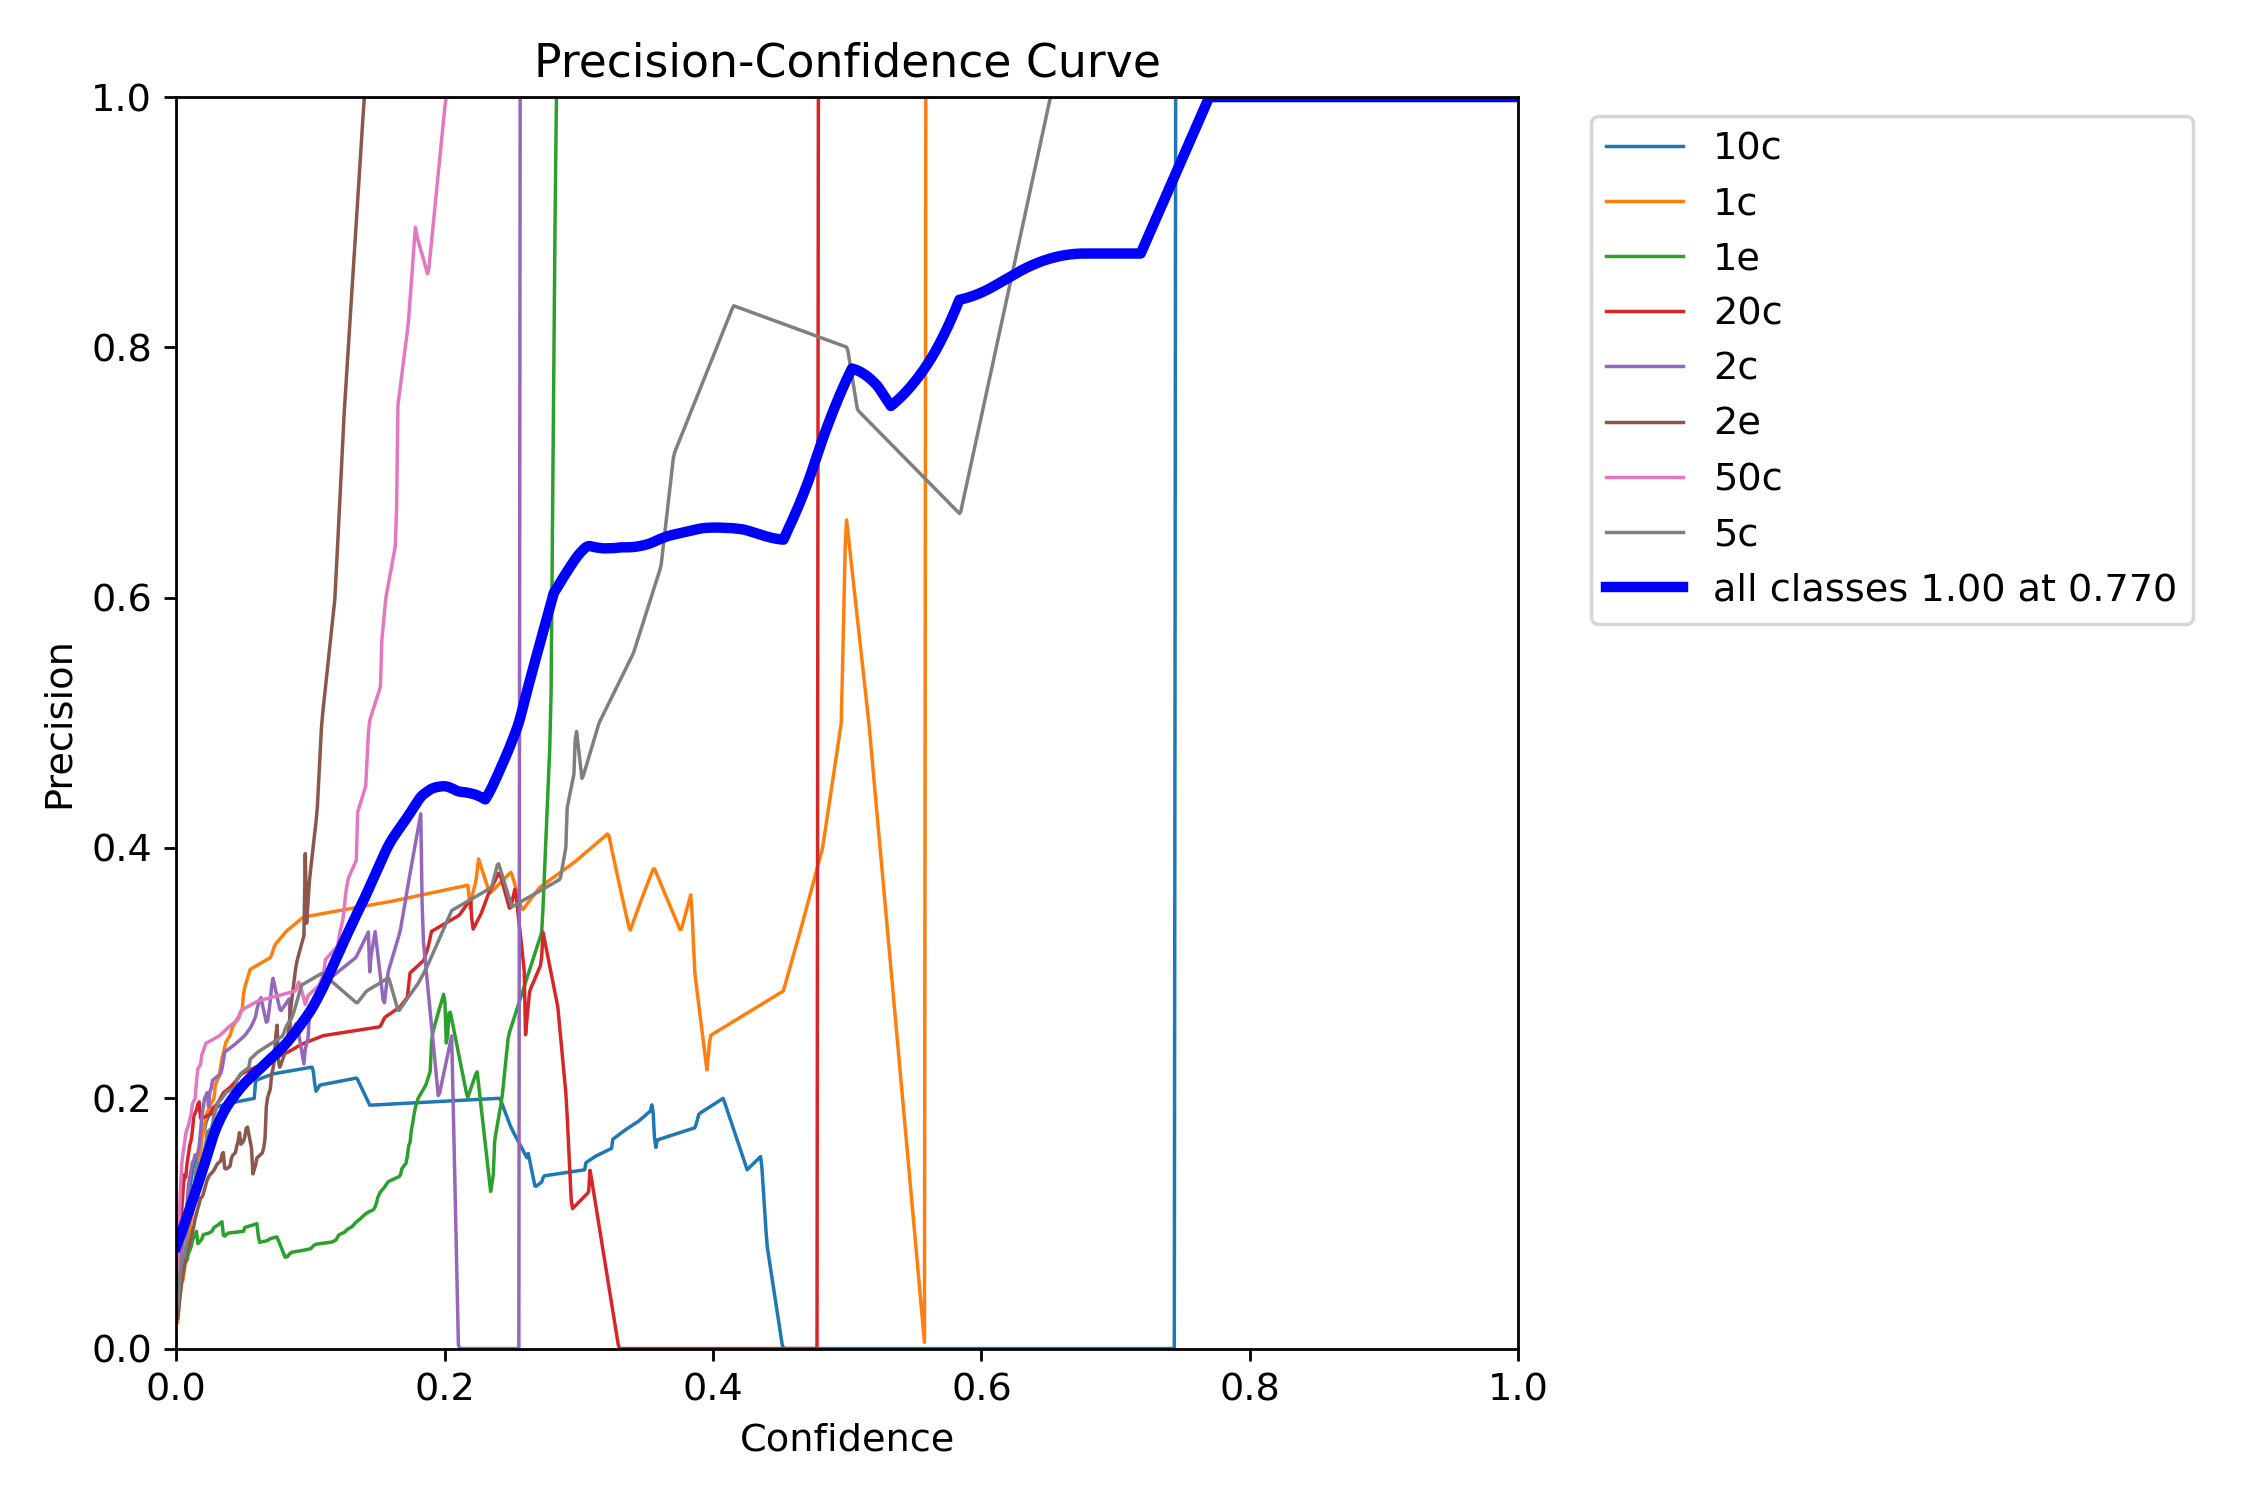 Precision-Confidence Curve
1.0
0.8
0.6
0.4
0.2
0.0
Precision
0.0 0.2 0.4 0.6 0.8 1.0
Confidence
10c
1c
1e
20c
2c
2e
50c
5c
all classes 1.00 at 0.770